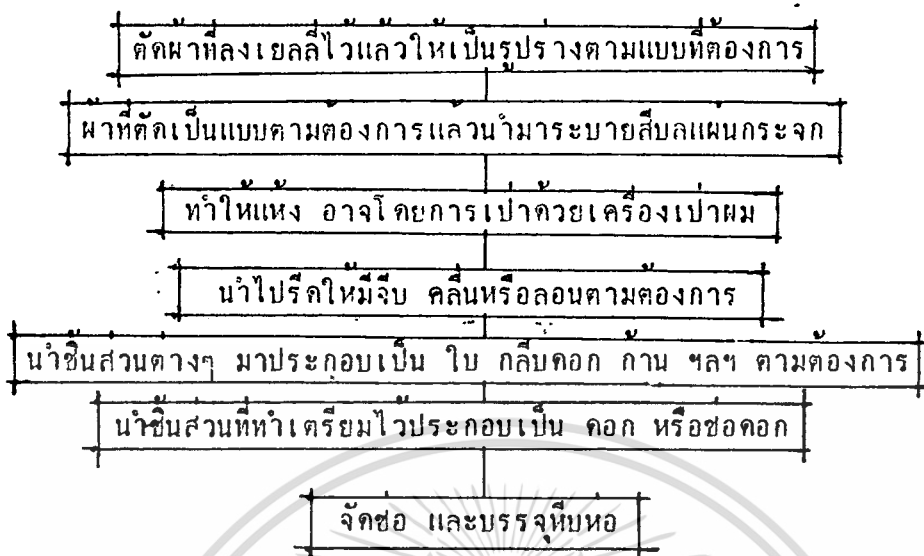 ตัดผ้าที่ลงเยลลี่ไว้แล้วให้เป็นรูปร่างตามแบบที่ต้องการ
ผ้าที่ตัดเป็นแบบตามต้องการแล้วนำมาระบายสีบลแผ่นกระจก
ทำให้แห้ง อาจโดยการเป่าด้วยเครื่องเป่าผม
นำไปรีดให้มีจีบ คลื่นหรือลอนตามต้องการ
นำชิ้นส่วนต่างๆ มาประกอบเป็น ใบ กลีบดอก ก้าน ฯลฯ ตามต้องการ
นำชิ้นส่วนที่ทำเตรียมไว้ประกอบเป็น ดอก หรือช่อดอก
จัดช่อ และบรรจุหีบห่อ